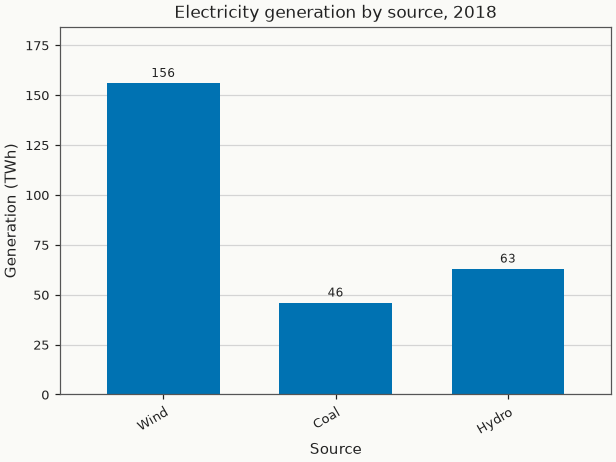 Electricity generation by source, 2018
Generation (TWh)
175
150
125
100
75
50
25
0
156
46
63
Wind
Coal
Hydro
Source